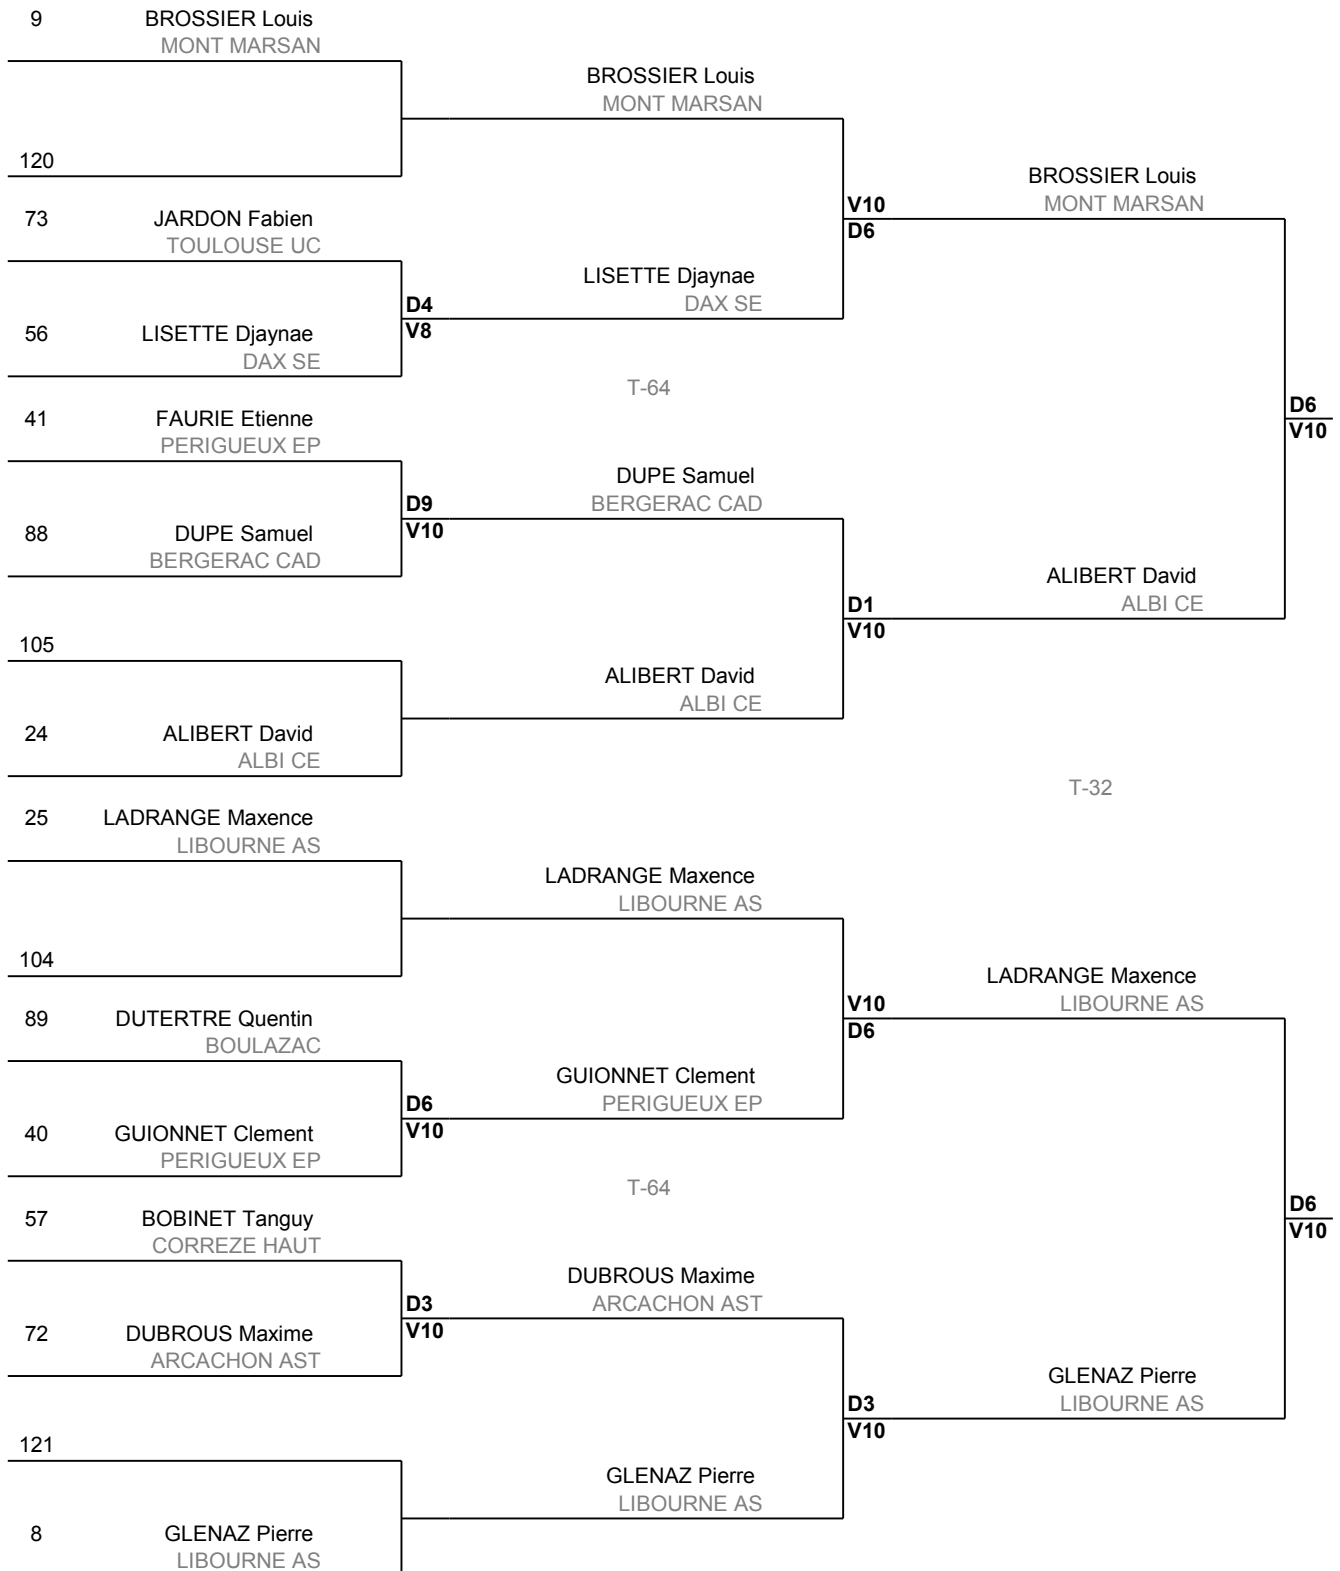 9 BROSSIER Louis
MONT MARSAN
120
73 JARDON Fabien
TOULOUSE UC
56 LISETTE Djaynae
DAX SE
41 FAURIE Etienne
PERIGUEUX EP
88 DUPE Samuel
BERGERAC CAD
105
24 ALIBERT David
ALBI CE
25 LADRANGE Maxence
LIBOURNE AS
104
89 DUTERTRE Quentin
BOULAZAC
40 GUIONNET Clement
PERIGUEUX EP
57 BOBINET Tanguy
CORREZE HAUT
72 DUBROUS Maxime
ARCACHON AST
121
8 GLENAZ Pierre
LIBOURNE AS
BROSSIER Louis
MONT MARSAN
D4
V8
LISETTE Djaynae
DAX SE
T-64
D9
V10
DUPE Samuel
BERGERAC CAD
ALIBERT David
ALBI CE
LADRANGE Maxence
LIBOURNE AS
D6
V10
GUIONNET Clement
PERIGUEUX EP
T-64
D3
V10
DUBROUS Maxime
ARCACHON AST
GLENAZ Pierre
LIBOURNE AS
V10
D6
BROSSIER Louis
MONT MARSAN
D1
V10
ALIBERT David
ALBI CE
T-32
V10
D6
LADRANGE Maxence
LIBOURNE AS
D3
V10
GLENAZ Pierre
LIBOURNE AS
D6
V10
D6
V10